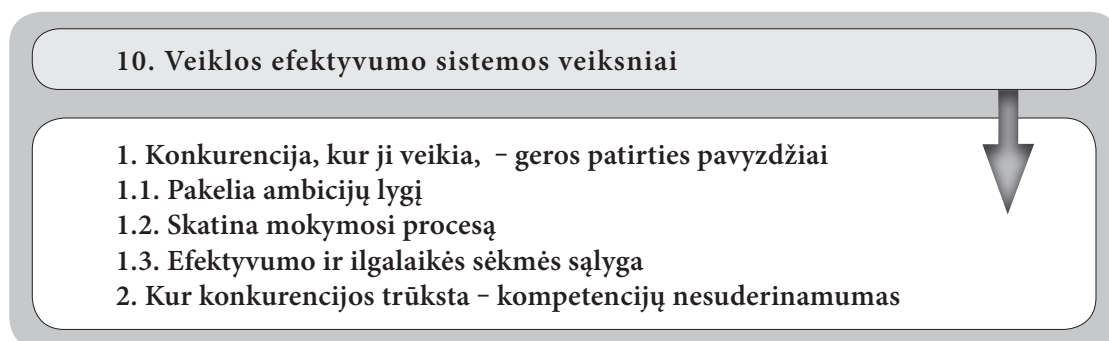 10. Veiklos efektyvumo sistemos veiksniai
1. Konkurencija, kur ji veikia, – geros patirties pavyzdžiai
1.1. Pakelia ambicijų lygį
1.2. Skatina mokymosi procesą
1.3. Efektyvumo ir ilgalaikės sėkmės sąlyga
2. Kur konkurencijos trūksta – kompetencijų nesuderinamumas